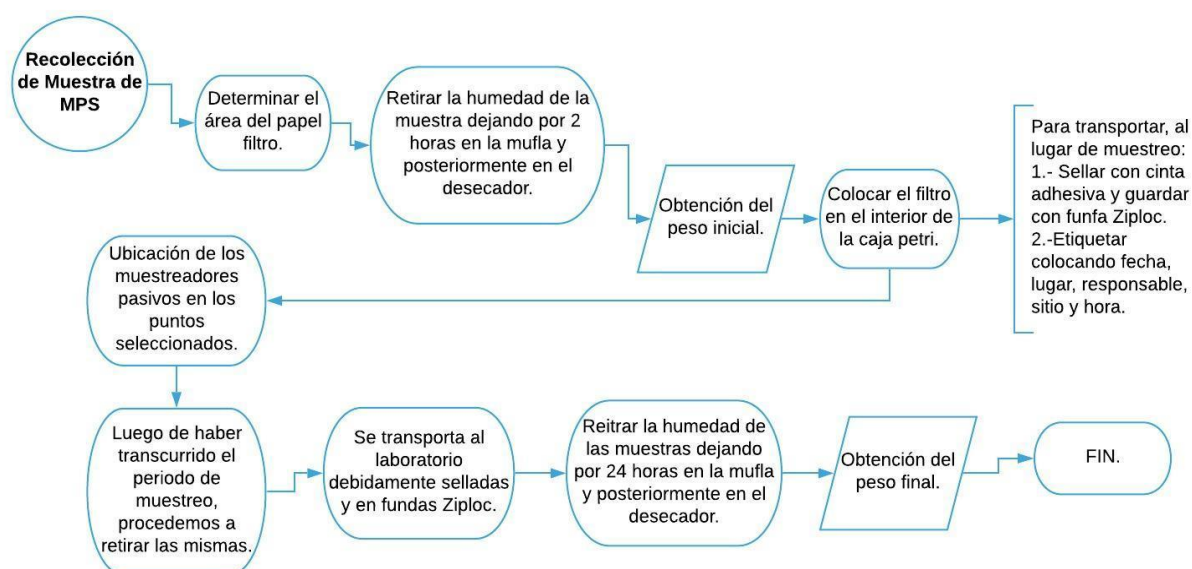 Recolección
de Muestra de
MPS
Determinar el
área del papel
filtro.
Retirar la humedad de la
muestra dejando por 2
horas en la mufla y
posteriormente en el
desecador.
Obtención del
peso inicial.
Colocar el filtro
en el interior de
la caja petri.
Para transportar, al
lugar de muestreo:
1.- Sellar con cinta
adhesiva y guardar
con funfa Ziploc.
2.-Etiquetar
colocando fecha,
lugar, responsable,
sitio y hora.
Ubicación de los
muestreadores
pasivos en los
puntos
seleccionados.
Luego de haber
transcurrido el
periodo de
muestreo,
procedemos a
retirar las mismas.
Se transporta al
laboratorio
debidamente selladas
y en fundas Ziploc.
Reitrar la humedad de
las muestras dejando
por 24 horas en la mufla
y posteriormente en el
desecador.
Obtención del
peso final.
FIN.